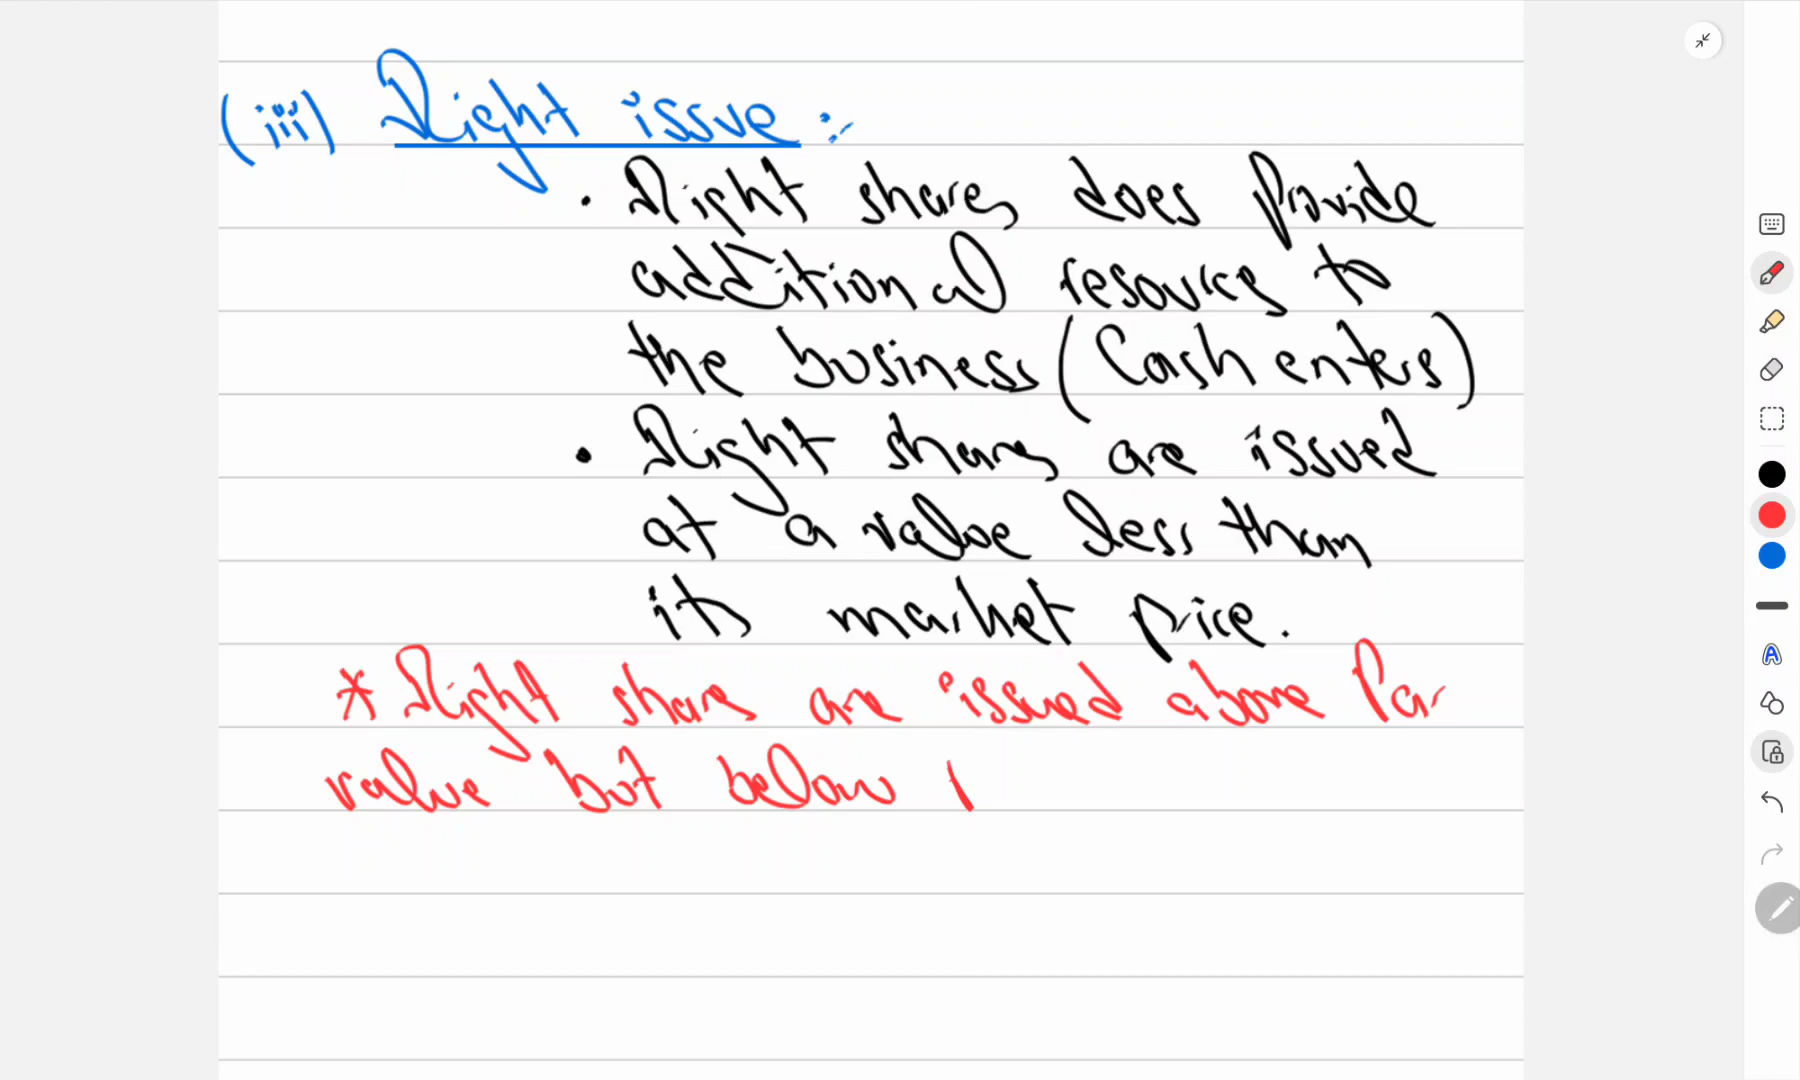 (iii) Right issue :-
• Right shares does Provide
additional resources to
the business (Cash enters)
• Right shares are issued
at a value less than
its market price.
* Right shares are issued above Par
value but below